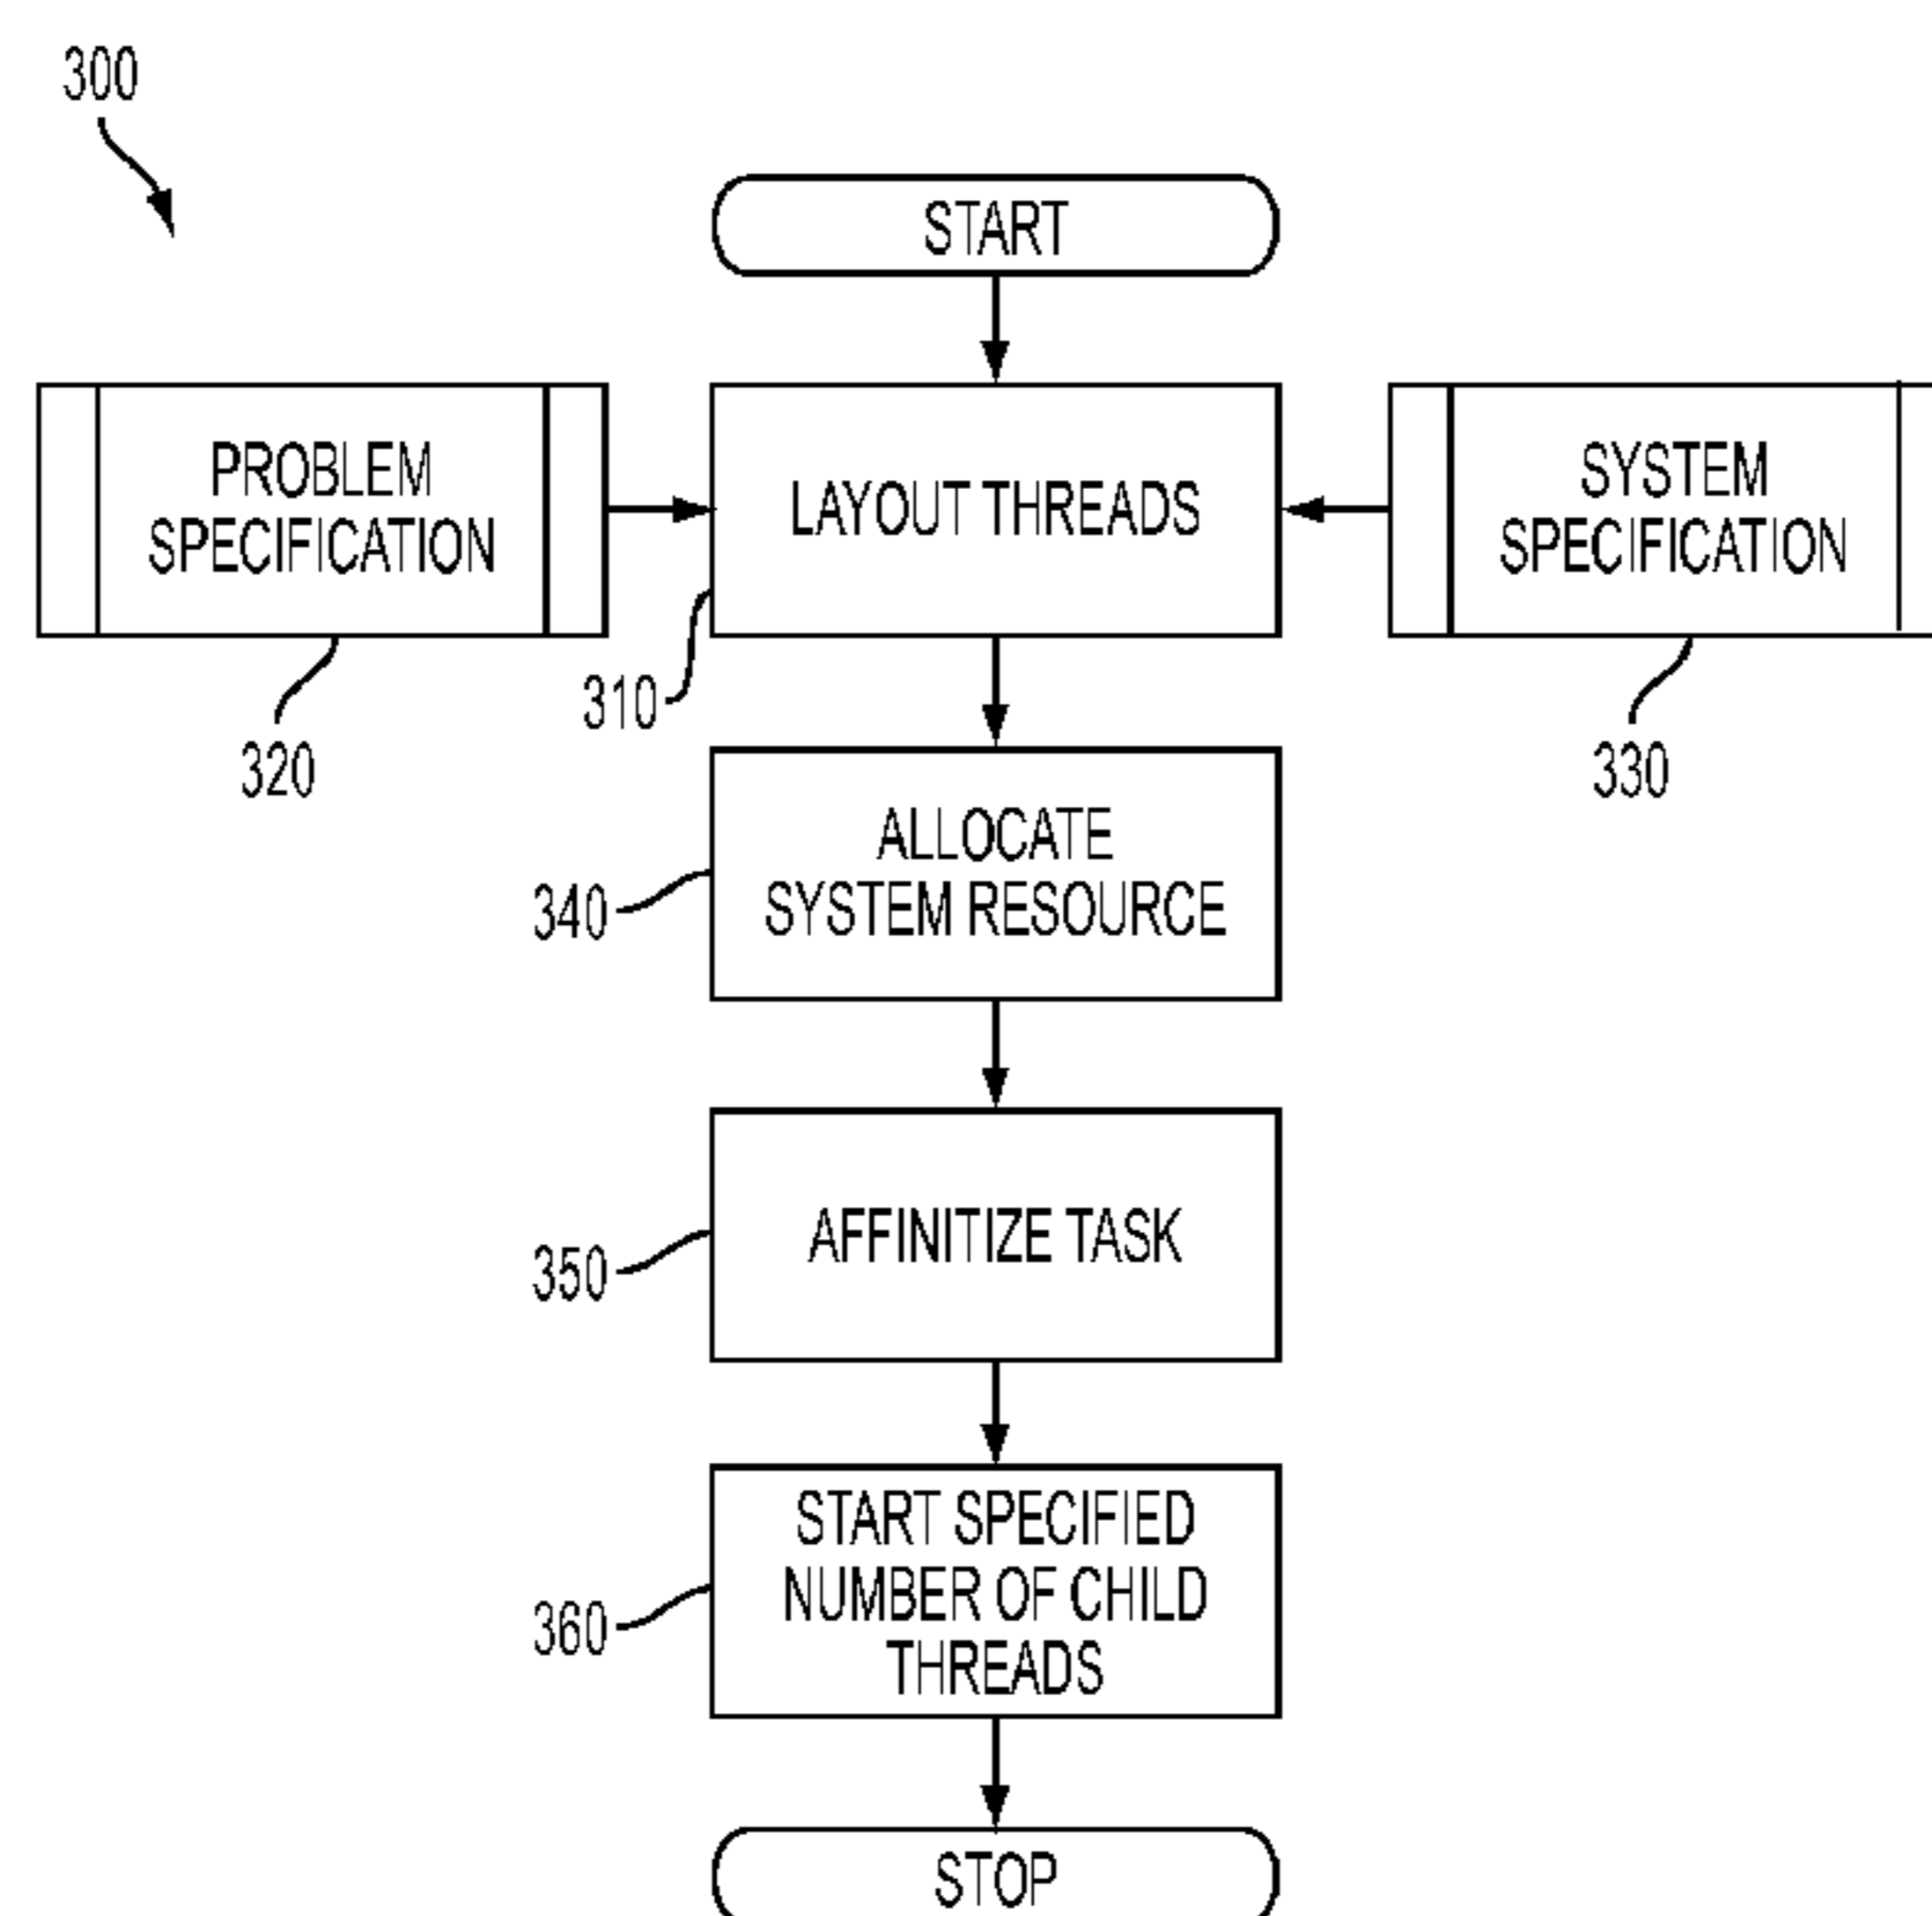 300
START
PROBLEM
SPECIFICATION
LAYOUT THREADS
SYSTEM
SPECIFICATION
310
320
330
ALLOCATE
SYSTEM RESOURCE
340
AFFINITIZE TASK
350
START SPECIFIED
NUMBER OF CHILD
THREADS
360
STOP